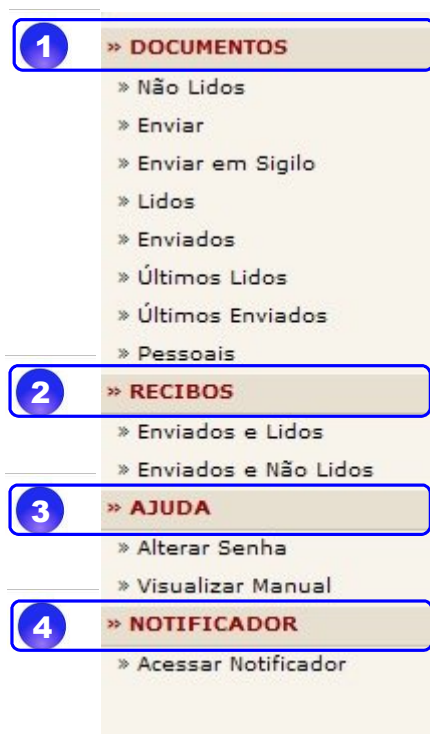 1 » DOCUMENTOS
» Não Lidos
» Enviar
» Enviar em Sigilo
» Lidos
» Enviados
» Últimos Lidos
» Últimos Enviados
» Pessoais
2 » RECIBOS
» Enviados e Lidos
» Enviados e Não Lidos
3 » AJUDA
» Alterar Senha
» Visualizar Manual
4 » NOTIFICADOR
» Acessar Notificador